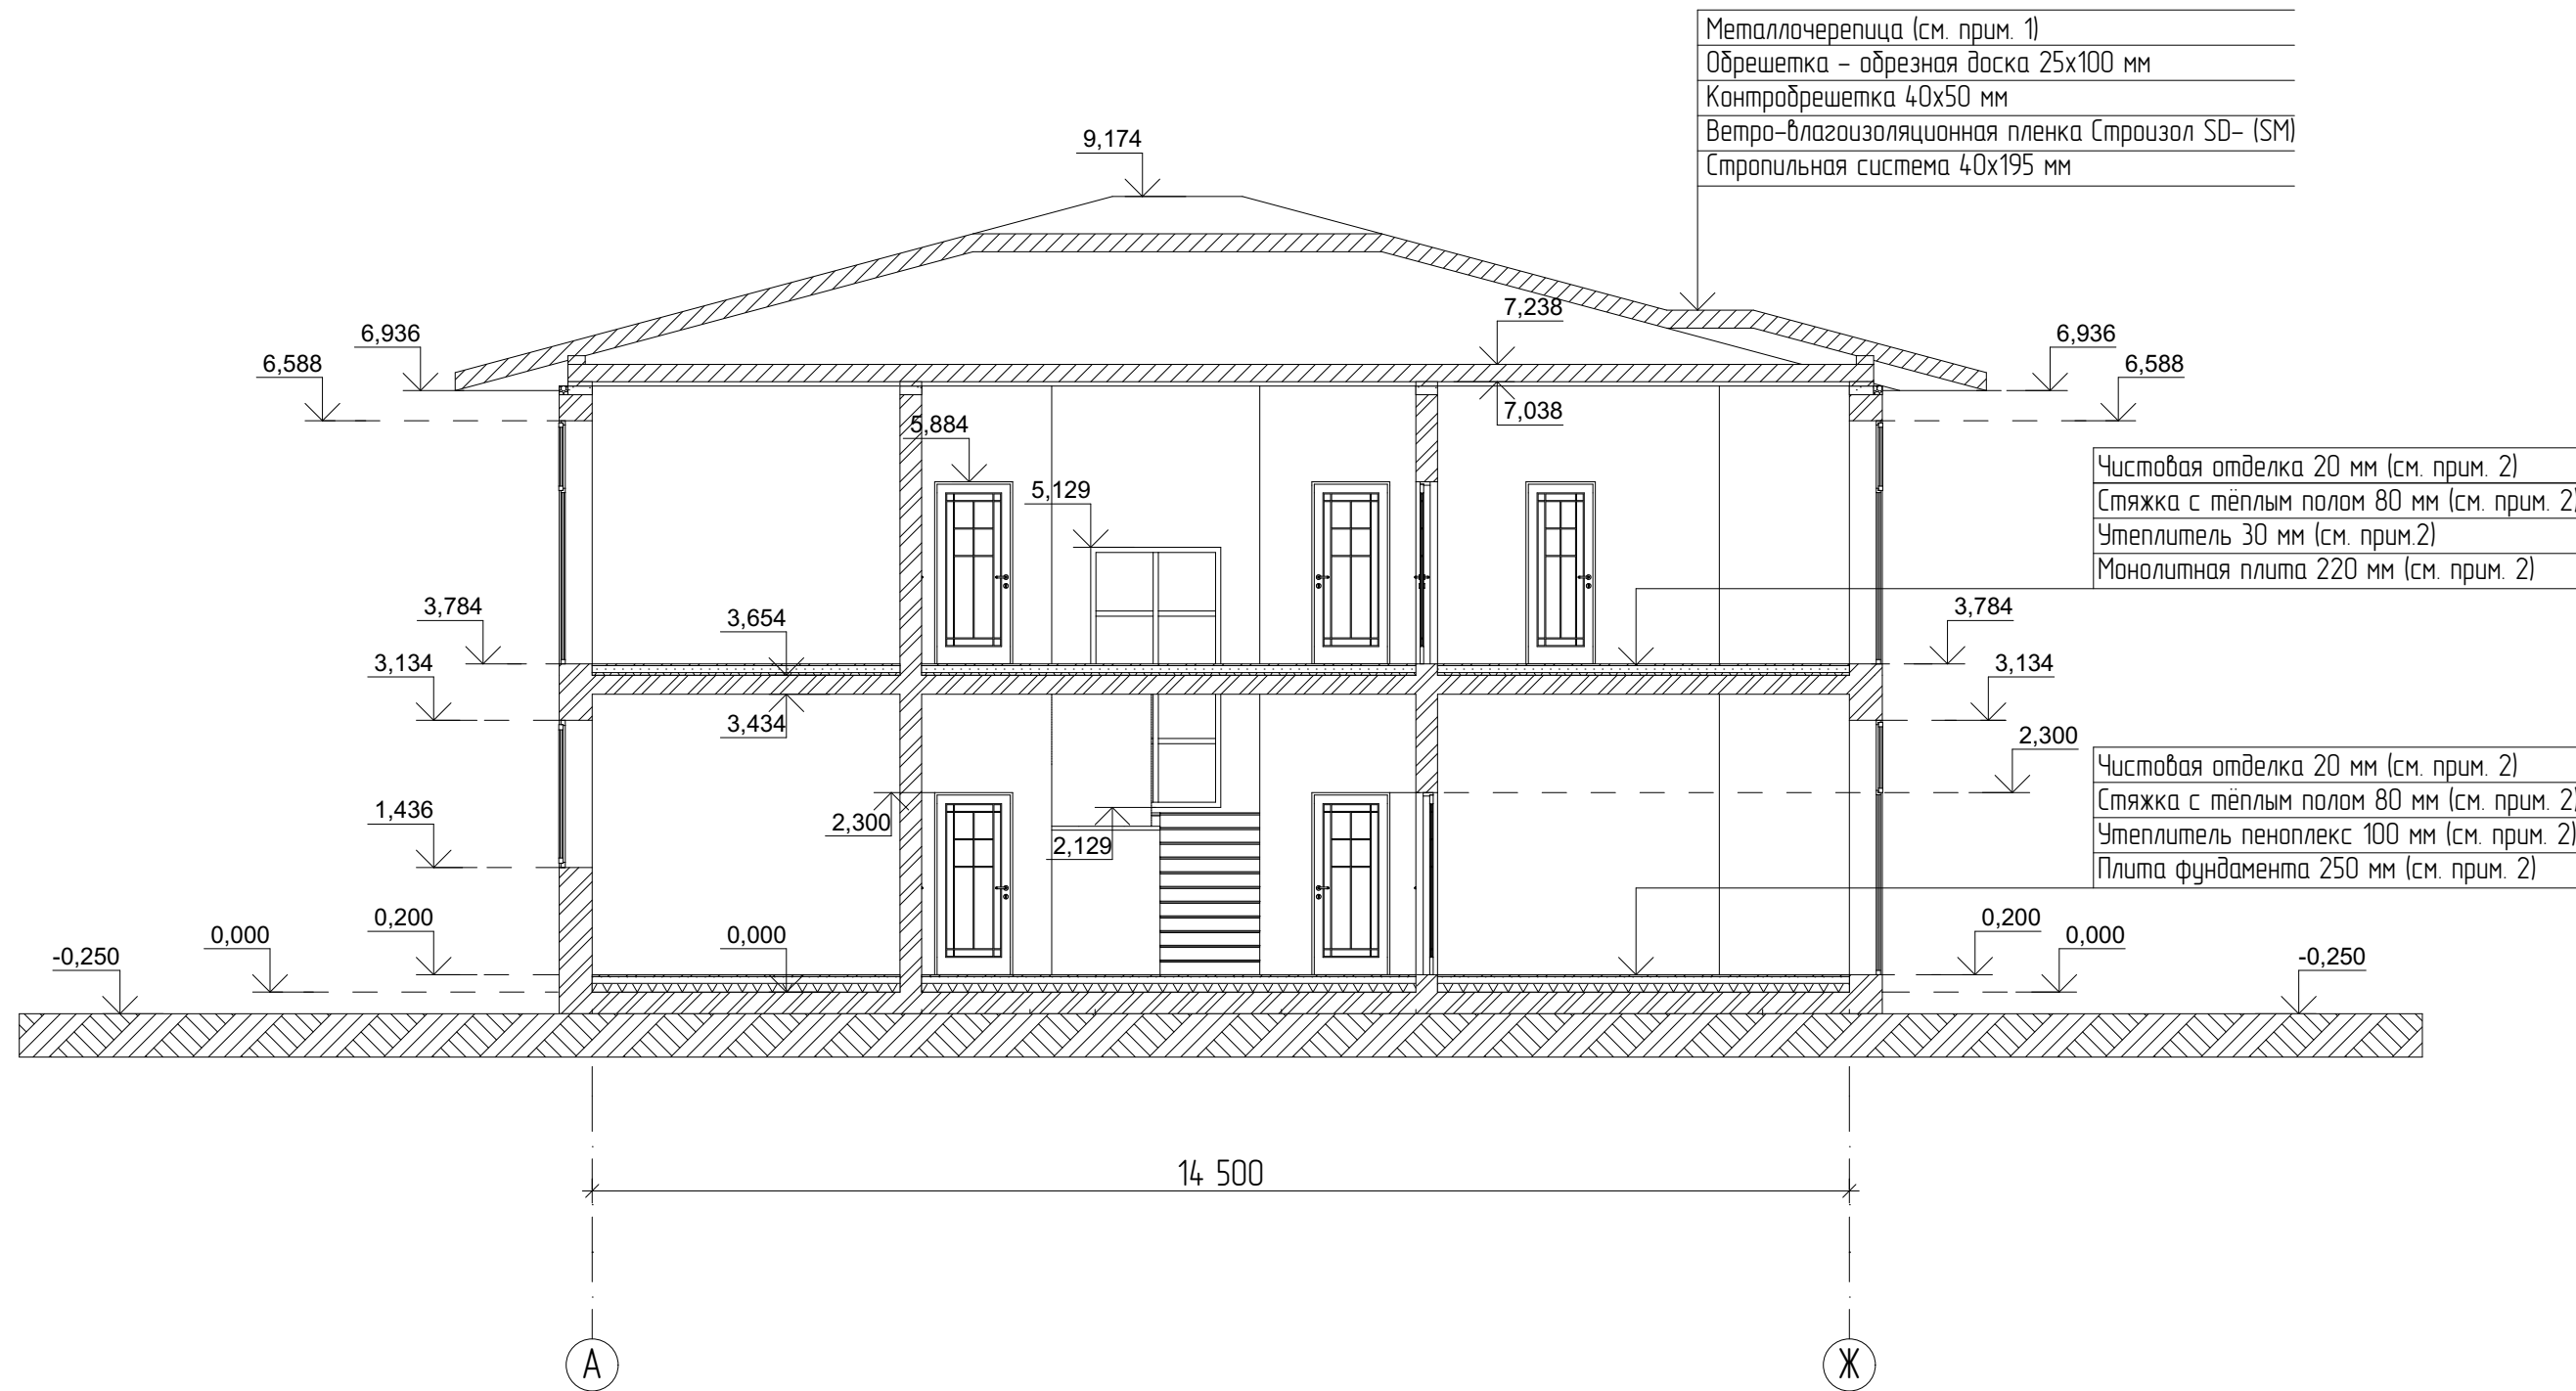 Металлочерепица (см. прим. 1)
Обрешетка – обрезная доска 25х100 мм
Контробрешетка 40х50 мм
Ветро-влагоизоляционная пленка Строизол SD- (SM)
Стропильная система 40х195 мм
9,174
7,238
6,936
6,936
6,588
6,588
7,038
5,884
5,129
Чистовая отделка 20 мм (см. прим. 2)
Стяжка с тёплым полом 80 мм (см. прим. 2)
Утеплитель 30 мм (см. прим.2)
Монолитная плита 220 мм (см. прим. 2)
3,784
3,654
3,784
3,134
3,134
3,434
2,300
Чистовая отделка 20 мм (см. прим. 2)
Стяжка с тёплым полом 80 мм (см. прим. 2)
Утеплитель пеноплекс 100 мм (см. прим. 2)
Плита фундамента 250 мм (см. прим. 2)
1,436
2,300
2,129
0,200
0,200
0,000
0,000
0,000
-0,250
-0,250
14 500
А
Ж